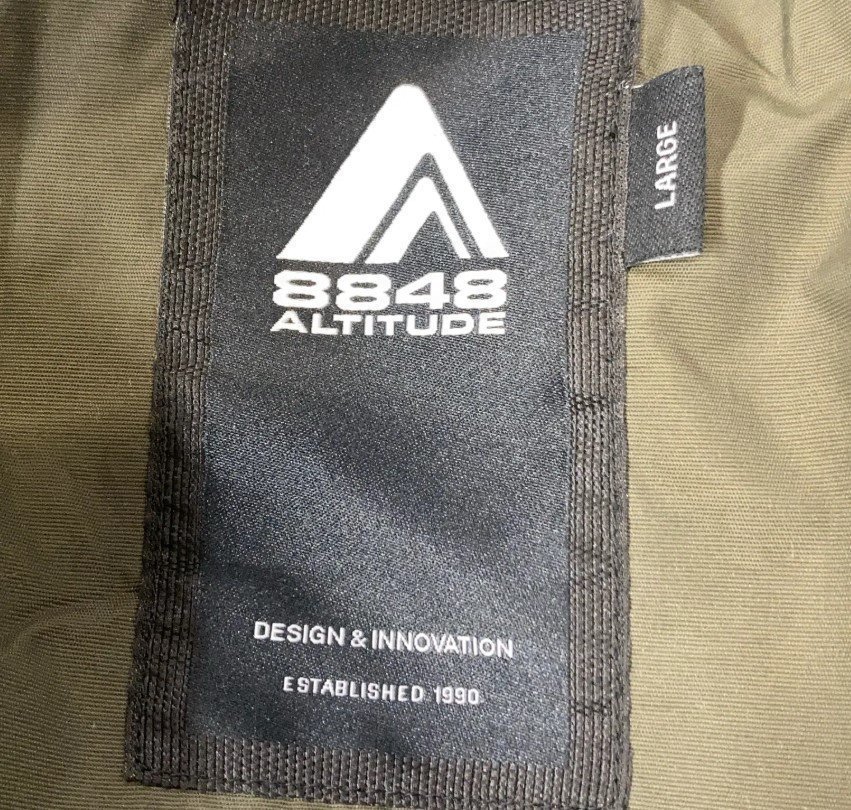 8848
ALTITUDE
LARGE
DESIGN & INNOVATION
ESTABLISHED 1990